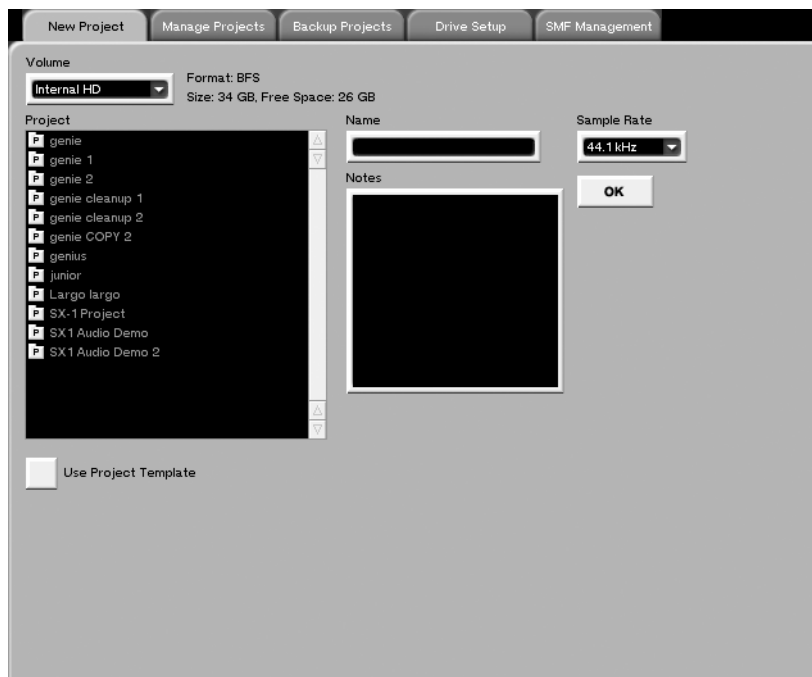 New Project
Manage Projects
Backup Projects
Drive Setup
SMF Management
Volume
Internal HD
Format: BFS
Size: 34 GB, Free Space: 26 GB
Project
P genie
P genie 1
P genie 2
P genie cleanup 1
P genie cleanup 2
P genie COPY 2
P genius
P junior
P Largo largo
P SX-1 Project
P SX1 Audio Demo
P SX1 Audio Demo 2
Use Project Template
Name
Notes
Sample Rate
44.1 kHz
OK